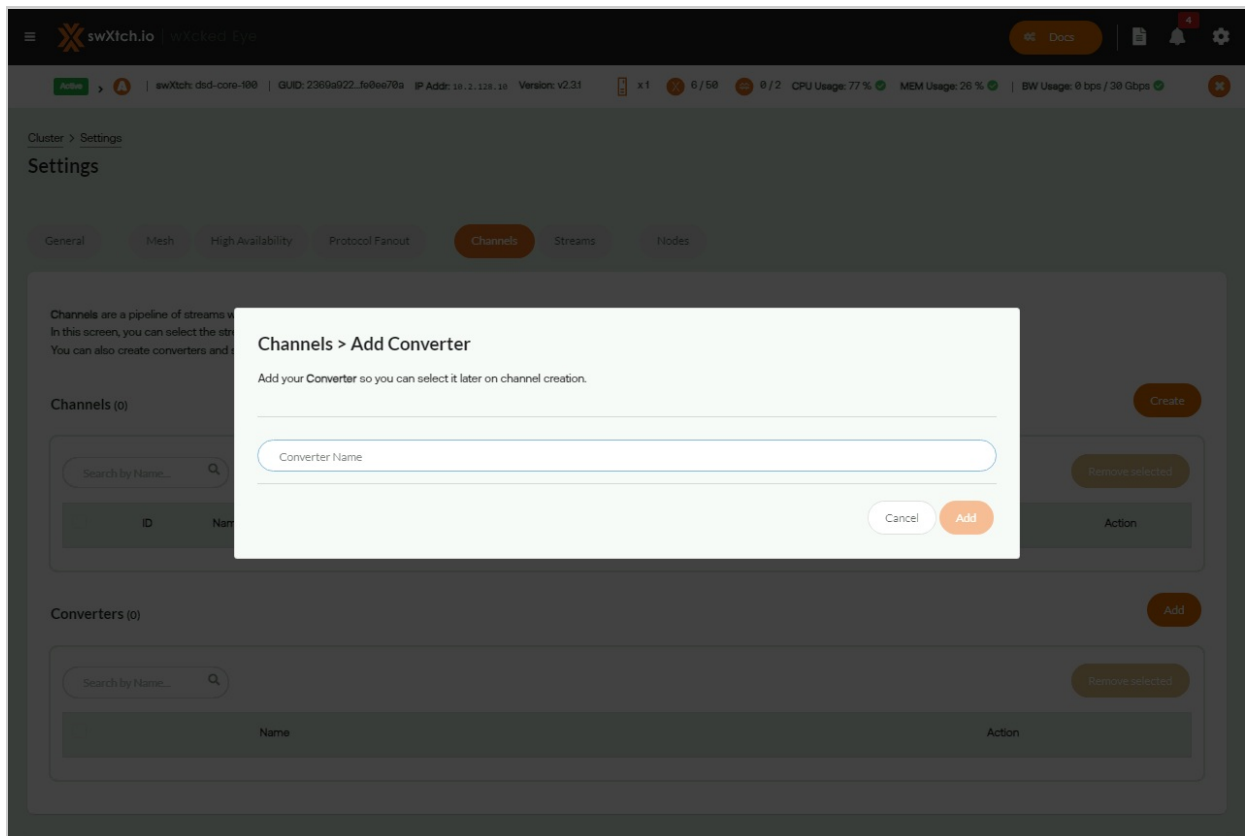 swXtch.io | wXcked Eye
Docs
4
Active > A | swXtch: dsd-core-100 | GUID: 2369a922...fe0ee70a IP Addr: 10.2.128.10 Version: v2.3.1 x1 6/50 0/2 CPU Usage: 77 % MEM Usage: 26 % | BW Usage: 0 bps / 30 Gbps
Cluster > Settings
Settings
General Mesh High Availability Protocol Fanout Channels Streams Nodes
Channels are a pipeline of streams
In this screen, you can select the
You can also create converters and
Channels > Add Converter
Add your Converter so you can select it later on channel creation.
Channels (0)
Create
Converter Name
Search by Name...
Remove selected
Cancel Add
ID
Action
Converters (0)
Add
Search by Name...
Remove selected
Name Action